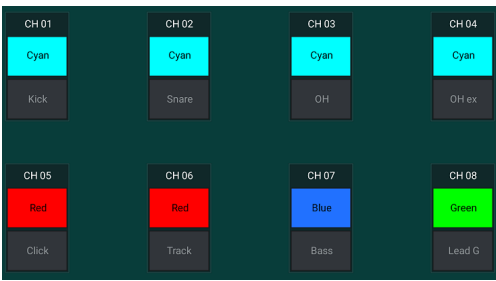 CH 01 CH 02 CH 03 CH 04
Cyan Cyan Cyan Cyan
Kick Snare OH OH ex
CH 05 CH 06 CH 07 CH 08
Red Red Blue Green
Click Track Bass Lead G